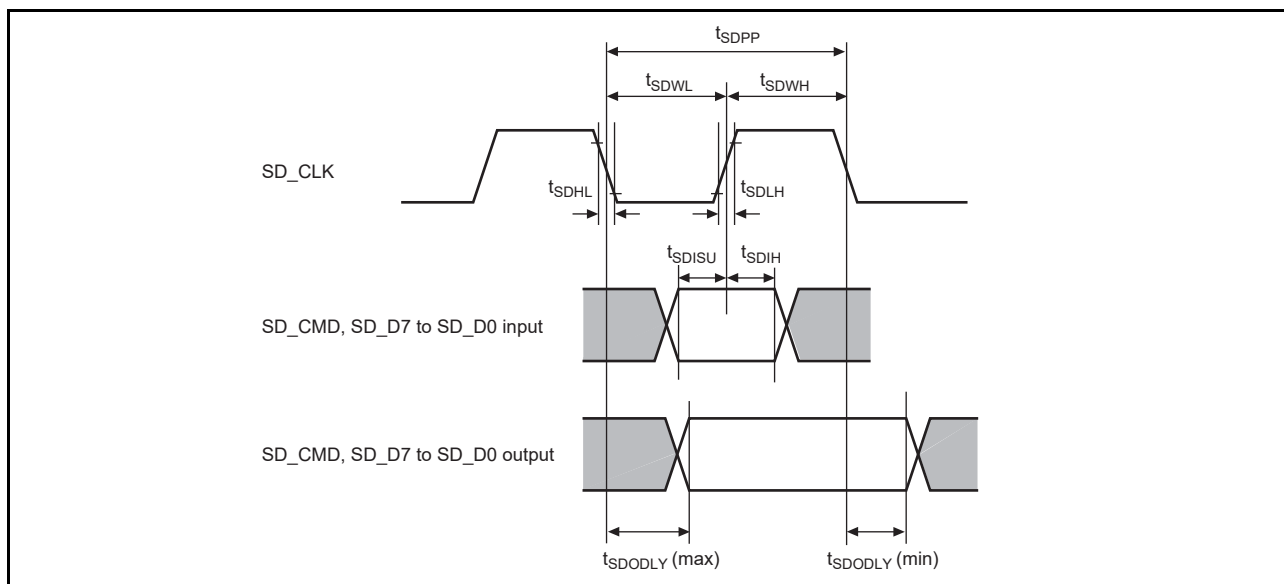 tSDPP
tSDWL
tSDWH
SD_CLK
tSDHL
tSDLH
tSDISU
tSDIH
SD_CMD, SD_D7 to SD_D0 input
SD_CMD, SD_D7 to SD_D0 output
tSDODLY (max)
tSDODLY (min)